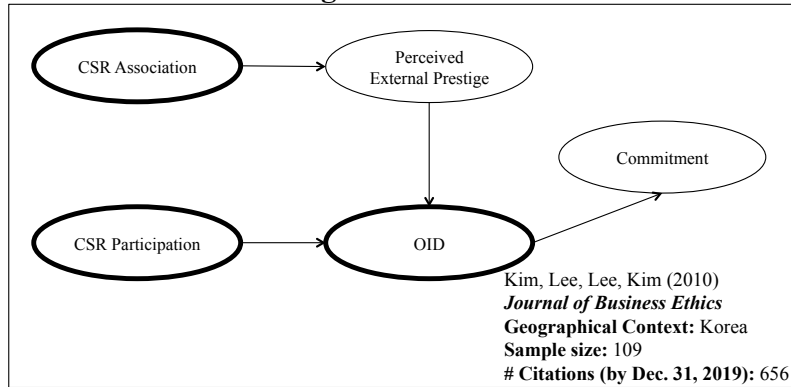 CSR Association
Perceived
External Prestige
Commitment
CSR Participation
OID
Kim, Lee, Lee, Kim (2010)
Journal of Business Ethics
Geographical Context: Korea
Sample size: 109
# Citations (by Dec. 31, 2019): 656